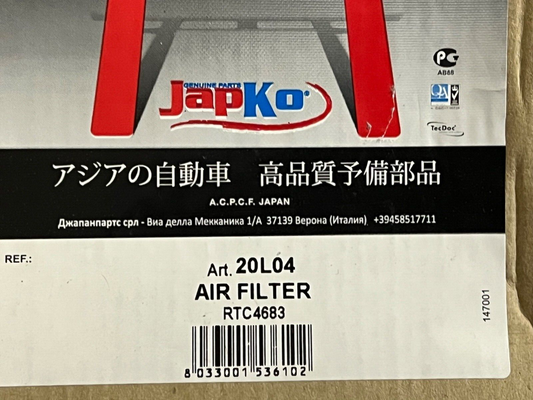 GENUINE PARTS
JapKo
PG
AB88
QA
TecDoc
アジアの自動車 高品質予備部品
A.C.P.C.F. JAPAN
Джапанпартс срл - Виа делла Мекканика 1/А 37139 Верона (Италия) +39458517711
REF.:
Art. 20L04
AIR FILTER
RTC4683
8 033001 536102
147001